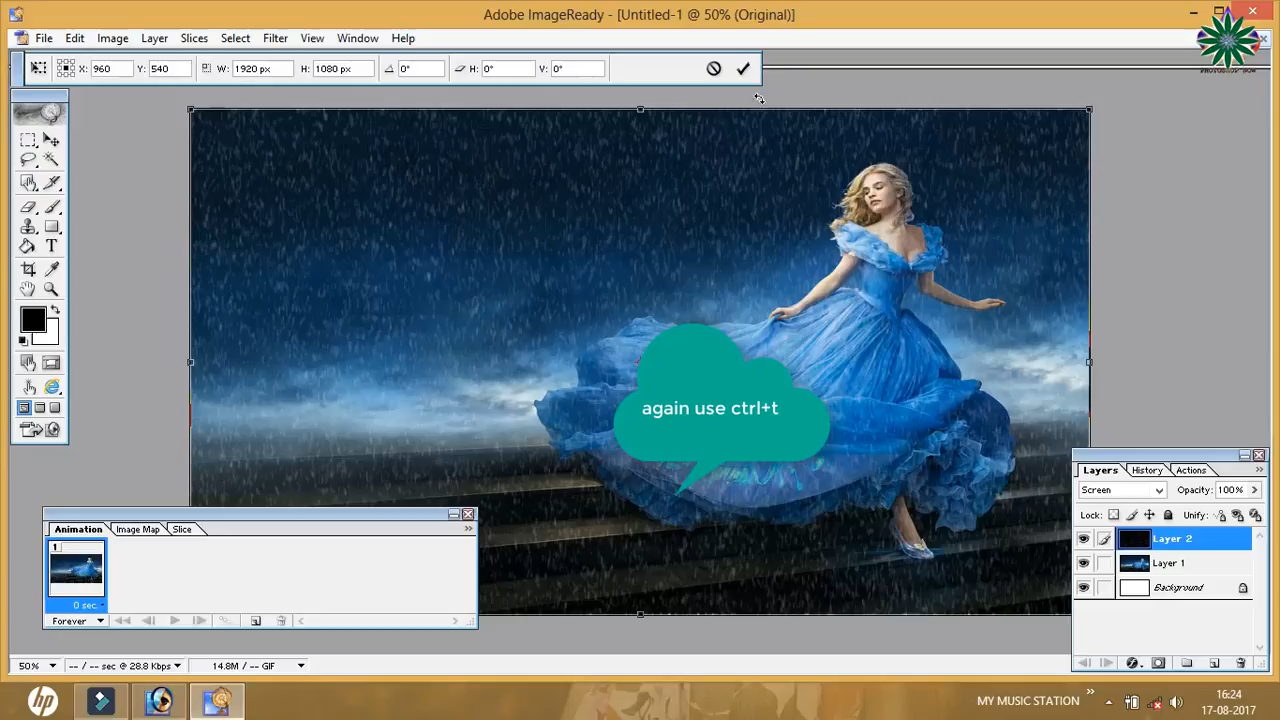 Adobe ImageReady - [Untitled-1 @ 50% (Original)]
File Edit Image Layer Slices Select Filter View Window Help
X: 960 Y: 540 W: 1920 px H: 1080 px 0° H: 0° V: 0°
again use ctrl+t
Layers History Actions
Screen Opacity: 100%
Lock: Unify:
Layer 2
Layer 1
Background
Animation Image Map Slice
1
0 sec.
Forever
50% -- / -- sec @ 28.8 Kbps 14.8M / -- GIF
hp
MY MUSIC STATION
16:24
17-08-2017